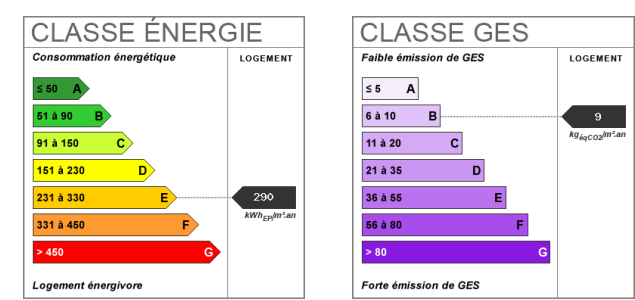 CLASSE ÉNERGIE
Consommation énergétique
LOGEMENT
≤ 50 A
51 à 90 B
91 à 150 C
151 à 230 D
231 à 330 E
290
kWhEP/m².an
331 à 450 F
> 450 G
Logement énergivore
CLASSE GES
Faible émission de GES
LOGEMENT
≤ 5 A
6 à 10 B
9
kgéqCO2/m².an
11 à 20 C
21 à 35 D
36 à 55 E
56 à 80 F
> 80 G
Forte émission de GES